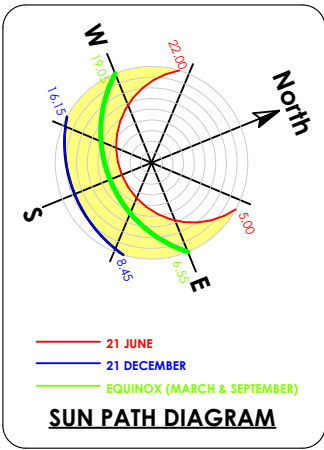 W
22.00
19.05
16.15
North
S
5.00
8.45
6.55
E
21 JUNE
21 DECEMBER
EQUINOX (MARCH & SEPTEMBER)
SUN PATH DIAGRAM